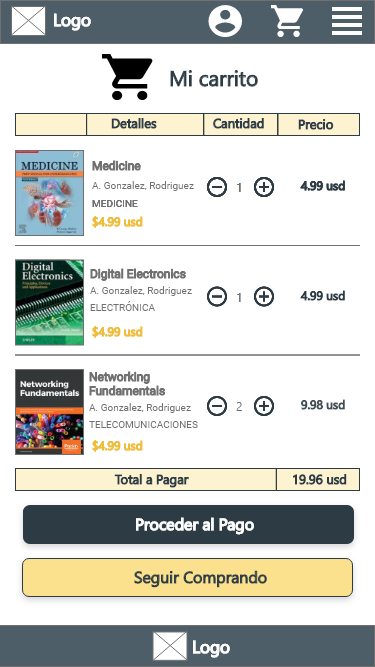 Logo
Mi carrito
Detalles Cantidad Precio
MEDICINE
Medicine
A. Gonzalez, Rodriguez
MEDICINE
$4.99 usd
1
4.99 usd
Digital
Electronics
Digital Electronics
A. Gonzalez, Rodriguez
ELECTRÓNICA
$4.99 usd
1
4.99 usd
Networking
Fundamentals
Networking
Fundamentals
A. Gonzalez, Rodriguez
TELECOMUNICACIONES
$4.99 usd
2
9.98 usd
Total a Pagar 19.96 usd
Proceder al Pago
Seguir Comprando
Logo